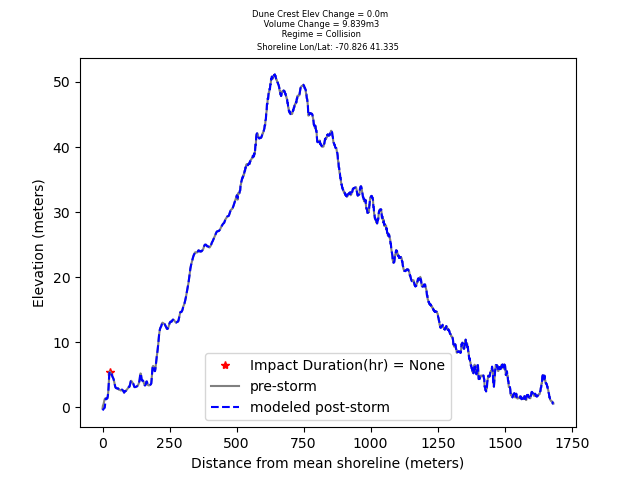 Dune Crest Elev Change = 0.0m
Volume Change = 9.839m3
Regime = Collision
Shoreline Lon/Lat: -70.826 41.335
50
40
30
20
10
0
Elevation (meters)
Impact Duration(hr) = None
pre-storm
modeled post-storm
0 250 500 750 1000 1250 1500 1750
Distance from mean shoreline (meters)